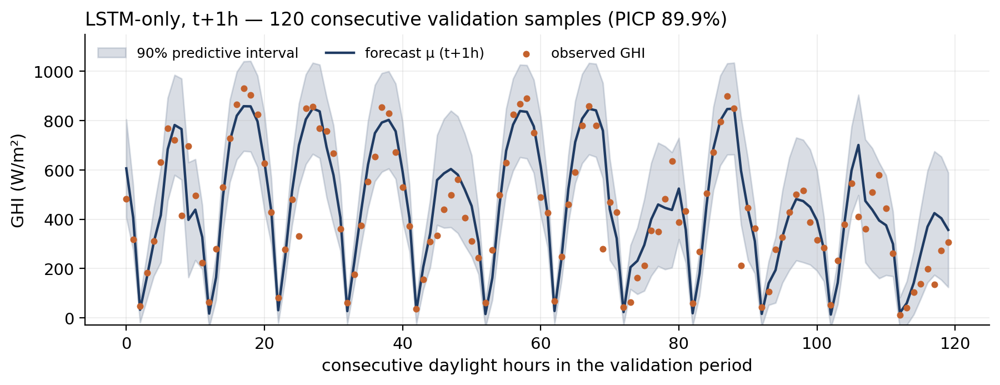 LSTM-only, t+1h — 120 consecutive validation samples (PICP 89.9%)
90% predictive interval
forecast μ (t+1h)
observed GHI
GHI (W/m²)
1000
800
600
400
200
0
0 20 40 60 80 100 120
consecutive daylight hours in the validation period